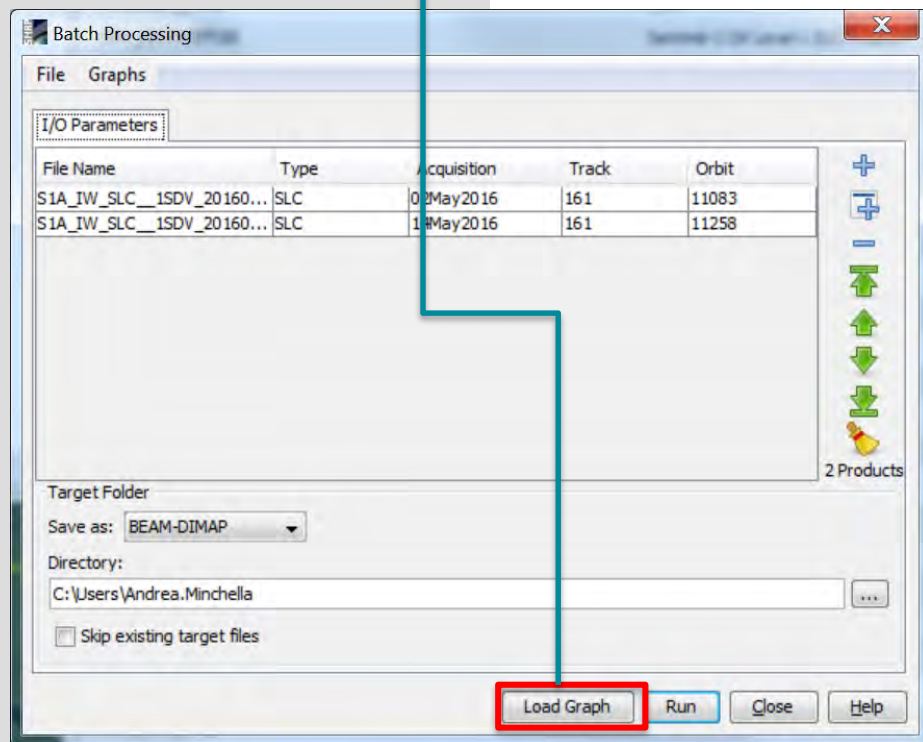 Batch Processing
File Graphs
I/O Parameters
File Name Type Acquisition Track Orbit
S1A_IW_SLC__1SDV_20160... SLC 02May2016 161 11083
S1A_IW_SLC__1SDV_20160... SLC 14May2016 161 11258
2 Products
Target Folder
Save as: BEAM-DIMAP
Directory:
C:\Users\Andrea.Minchella
...
Skip existing target files
Load Graph Run Close Help